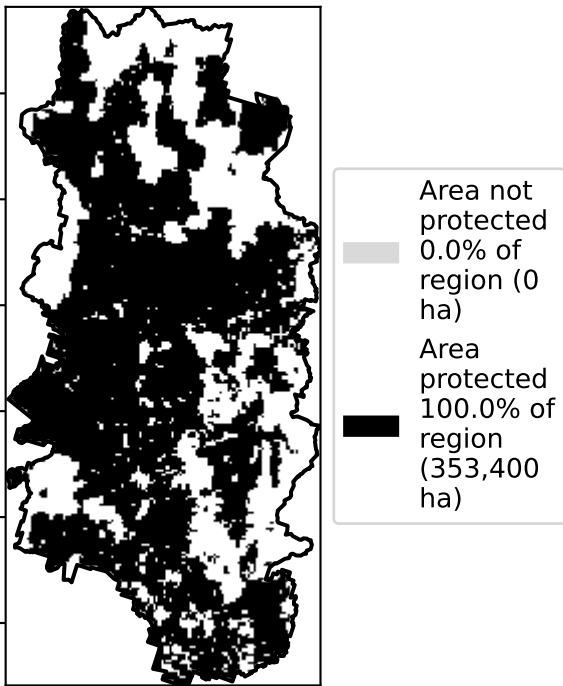 Area not
protected
0.0% of
region (0
ha)
Area
protected
100.0% of
region
(353,400
ha)